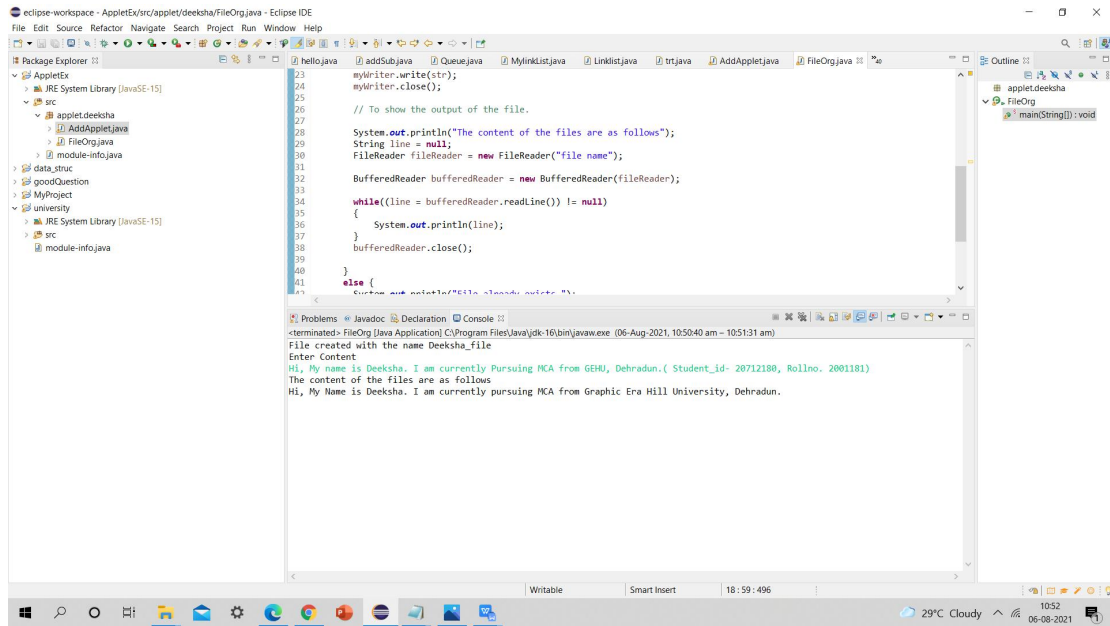 eclipse-workspace - AppletEx/src/applet/deeksha/FileOrg.java - Eclipse IDE
File Edit Source Refactor Navigate Search Project Run Window Help
Package Explorer
AppletEx
JRE System Library [JavaSE-15]
src
applet.deeksha
AddApplet.java
FileOrg.java
module-info.java
data_struc
goodQuestion
MyProject
university
JRE System Library [JavaSE-15]
src
module-info.java
hello.java addSub.java Queue.java MylinkList.java Linklist.java trt.java AddApplet.java FileOrg.java »40
23 myWriter.write(str);
24 myWriter.close();
25
26 // To show the output of the file.
27
28 System.out.println("The content of the files are as follows");
29 String line = null;
30 FileReader fileReader = new FileReader("file name");
31
32 BufferedReader bufferedReader = new BufferedReader(fileReader);
33
34 while((line = bufferedReader.readLine()) != null)
35 {
36 System.out.println(line);
37 }
38 bufferedReader.close();
39
40 }
41 else {
42 System.out.println("File already exists.");
Outline
applet.deeksha
FileOrg
main(String[]) : void
Problems Javadoc Declaration Console
<terminated> FileOrg [Java Application] C:\Program Files\Java\jdk-16\bin\javaw.exe (06-Aug-2021, 10:50:40 am – 10:51:31 am)
File created with the name Deeksha_file
Enter Content
Hi, My name is Deeksha. I am currently Pursuing MCA from GEHU, Dehradun.( Student_id- 20712180, Rollno. 2001181)
The content of the files are as follows
Hi, My Name is Deeksha. I am currently pursuing MCA from Graphic Era Hill University, Dehradun.
Writable Smart Insert 18 : 59 : 496
29°C Cloudy
10:52
06-08-2021